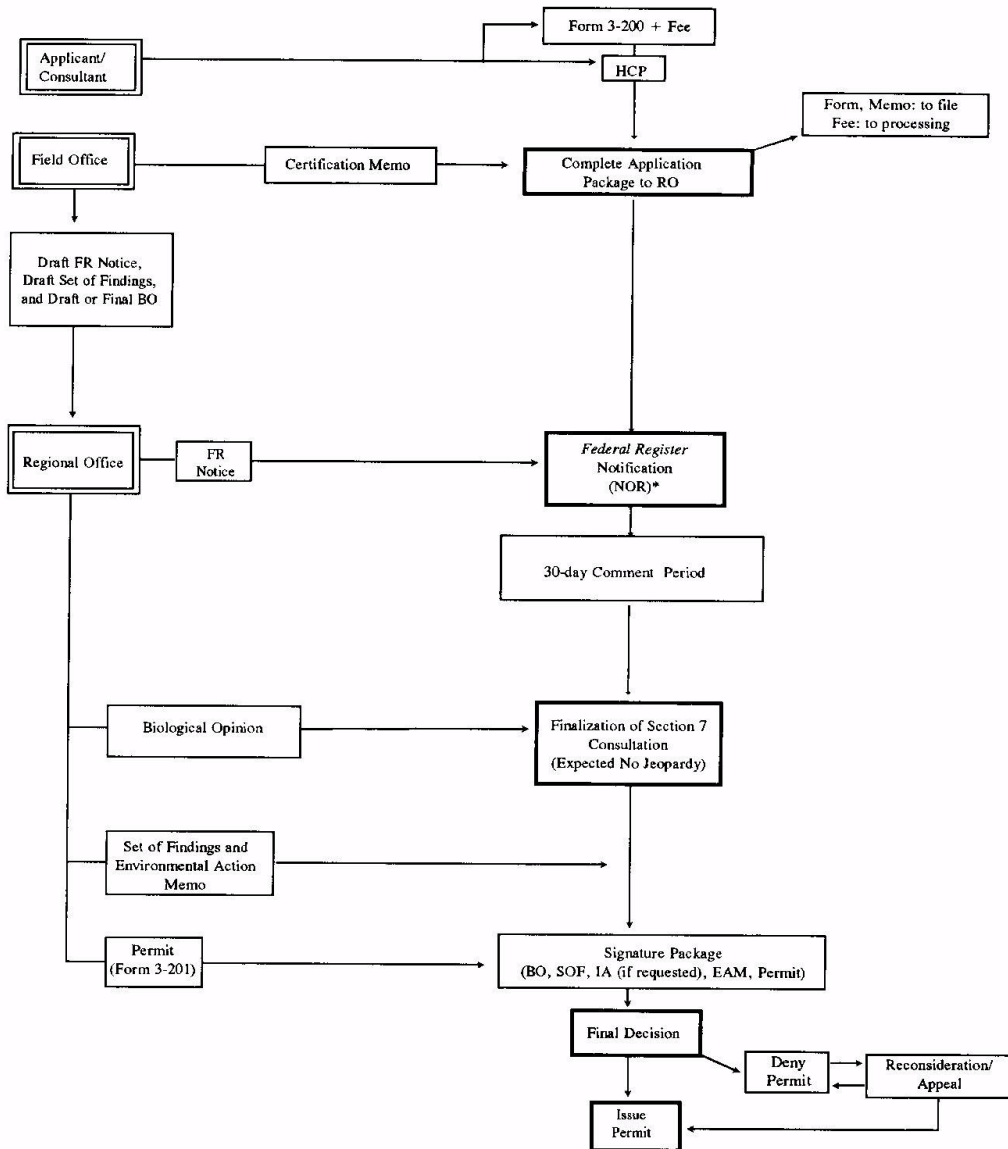 Form 3-200 + Fee
Applicant/
Consultant
HCP
Form, Memo: to file
Fee: to processing
Field Office
Certification Memo
Complete Application
Package to RO
Draft FR Notice,
Draft Set of Findings,
and Draft or Final BO
Regional Office
FR
Notice
Federal Register
Notification
(NOR)*
30-day Comment Period
Biological Opinion
Finalization of Section 7
Consultation
(Expected No Jeopardy)
Set of Findings and
Environmental Action
Memo
Permit
(Form 3-201)
Signature Package
(BO, SOF, IA (if requested), EAM, Permit)
Final Decision
Deny
Permit
Reconsideration/
Appeal
Issue
Permit